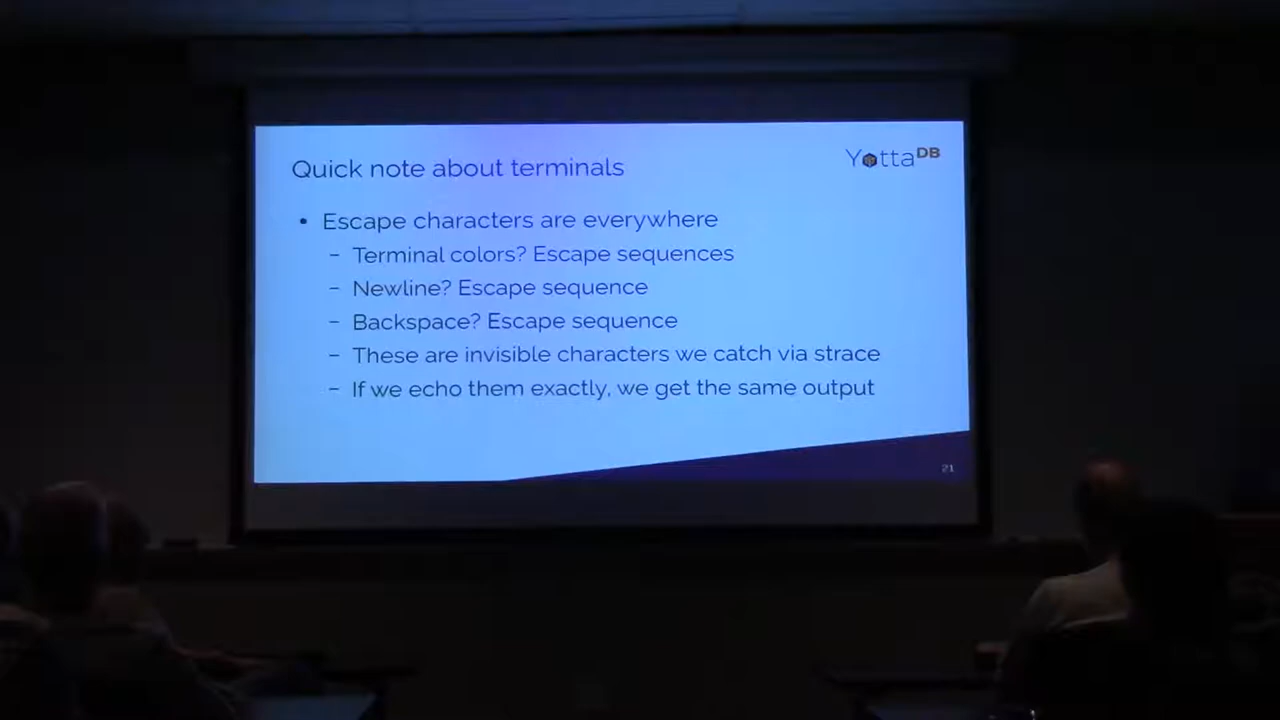 Quick note about terminals
YottaDB
• Escape characters are everywhere
– Terminal colors? Escape sequences
– Newline? Escape sequence
– Backspace? Escape sequence
– These are invisible characters we catch via strace
– If we echo them exactly, we get the same output
21